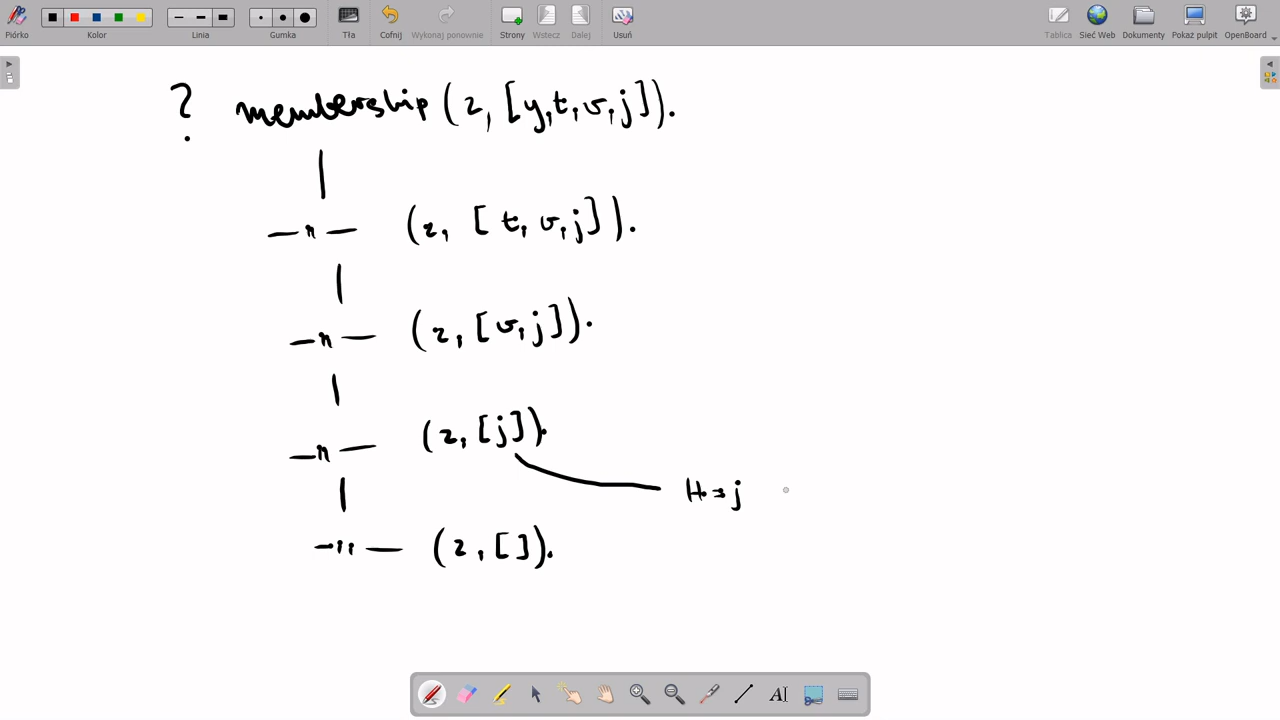 Piórko Kolor Linia Gumka Tła Cofnij Wykonaj ponownie Strony Wstecz Dalej Usuń Tablica Sieć Web Dokumenty Pokaż pulpit OpenBoard
? membership (z, [y,t,v,j]).
—"— (z, [t,v,j]).
—"— (z, [v,j]).
—"— (z, [j]).
H=j
—"— (z, []).